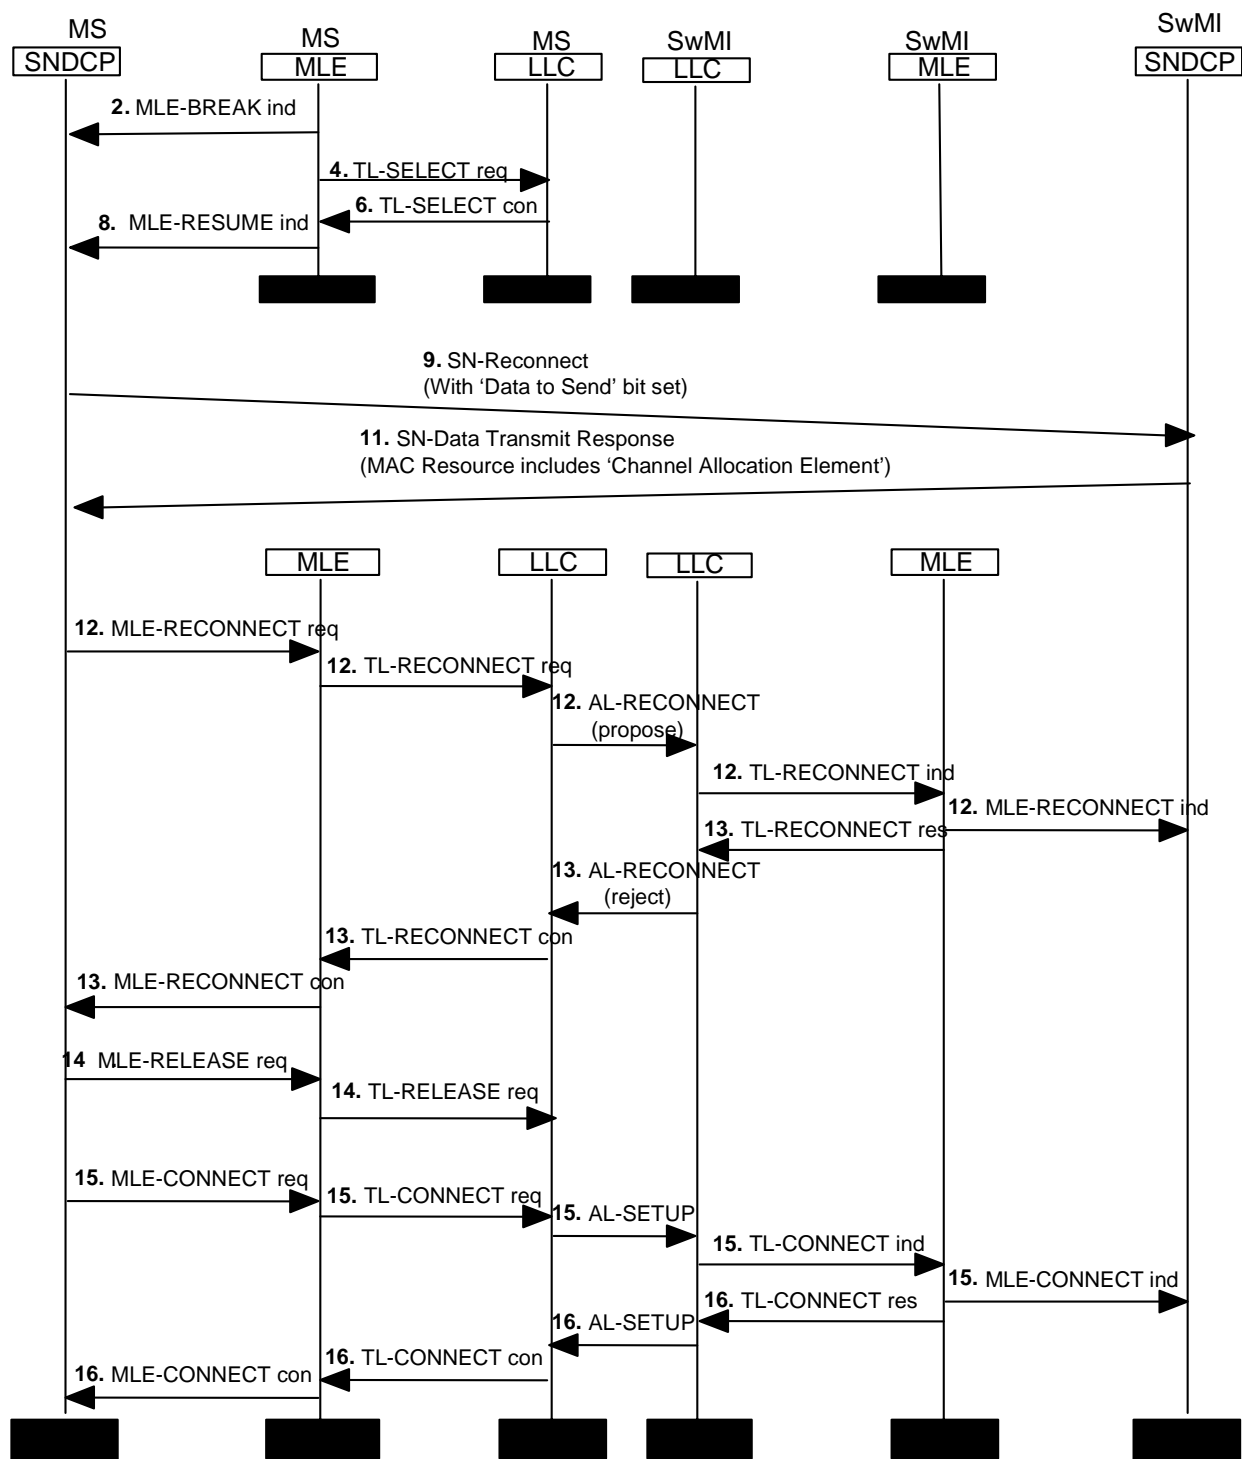 MS
MS
MS
SwMI
SwMI
SwMI
SNDCP
MLE
LLC
LLC
MLE
SNDCP
2. MLE-BREAK ind
4. TL-SELECT req
6. TL-SELECT con
8. MLE-RESUME ind
9. SN-Reconnect
(With ‘Data to Send’ bit set)
11. SN-Data Transmit Response
(MAC Resource includes ‘Channel Allocation Element’)
MLE
LLC
LLC
MLE
12. MLE-RECONNECT req
12. TL-RECONNECT req
12. AL-RECONNECT
(propose)
12. TL-RECONNECT ind
12. MLE-RECONNECT ind
13. TL-RECONNECT res
13. AL-RECONNECT
(reject)
13. TL-RECONNECT con
13. MLE-RECONNECT con
14 MLE-RELEASE req
14. TL-RELEASE req
15. MLE-CONNECT req
15. TL-CONNECT req
15. AL-SETUP
15. TL-CONNECT ind
15. MLE-CONNECT ind
16. TL-CONNECT res
16. AL-SETUP
16. TL-CONNECT con
16. MLE-CONNECT con